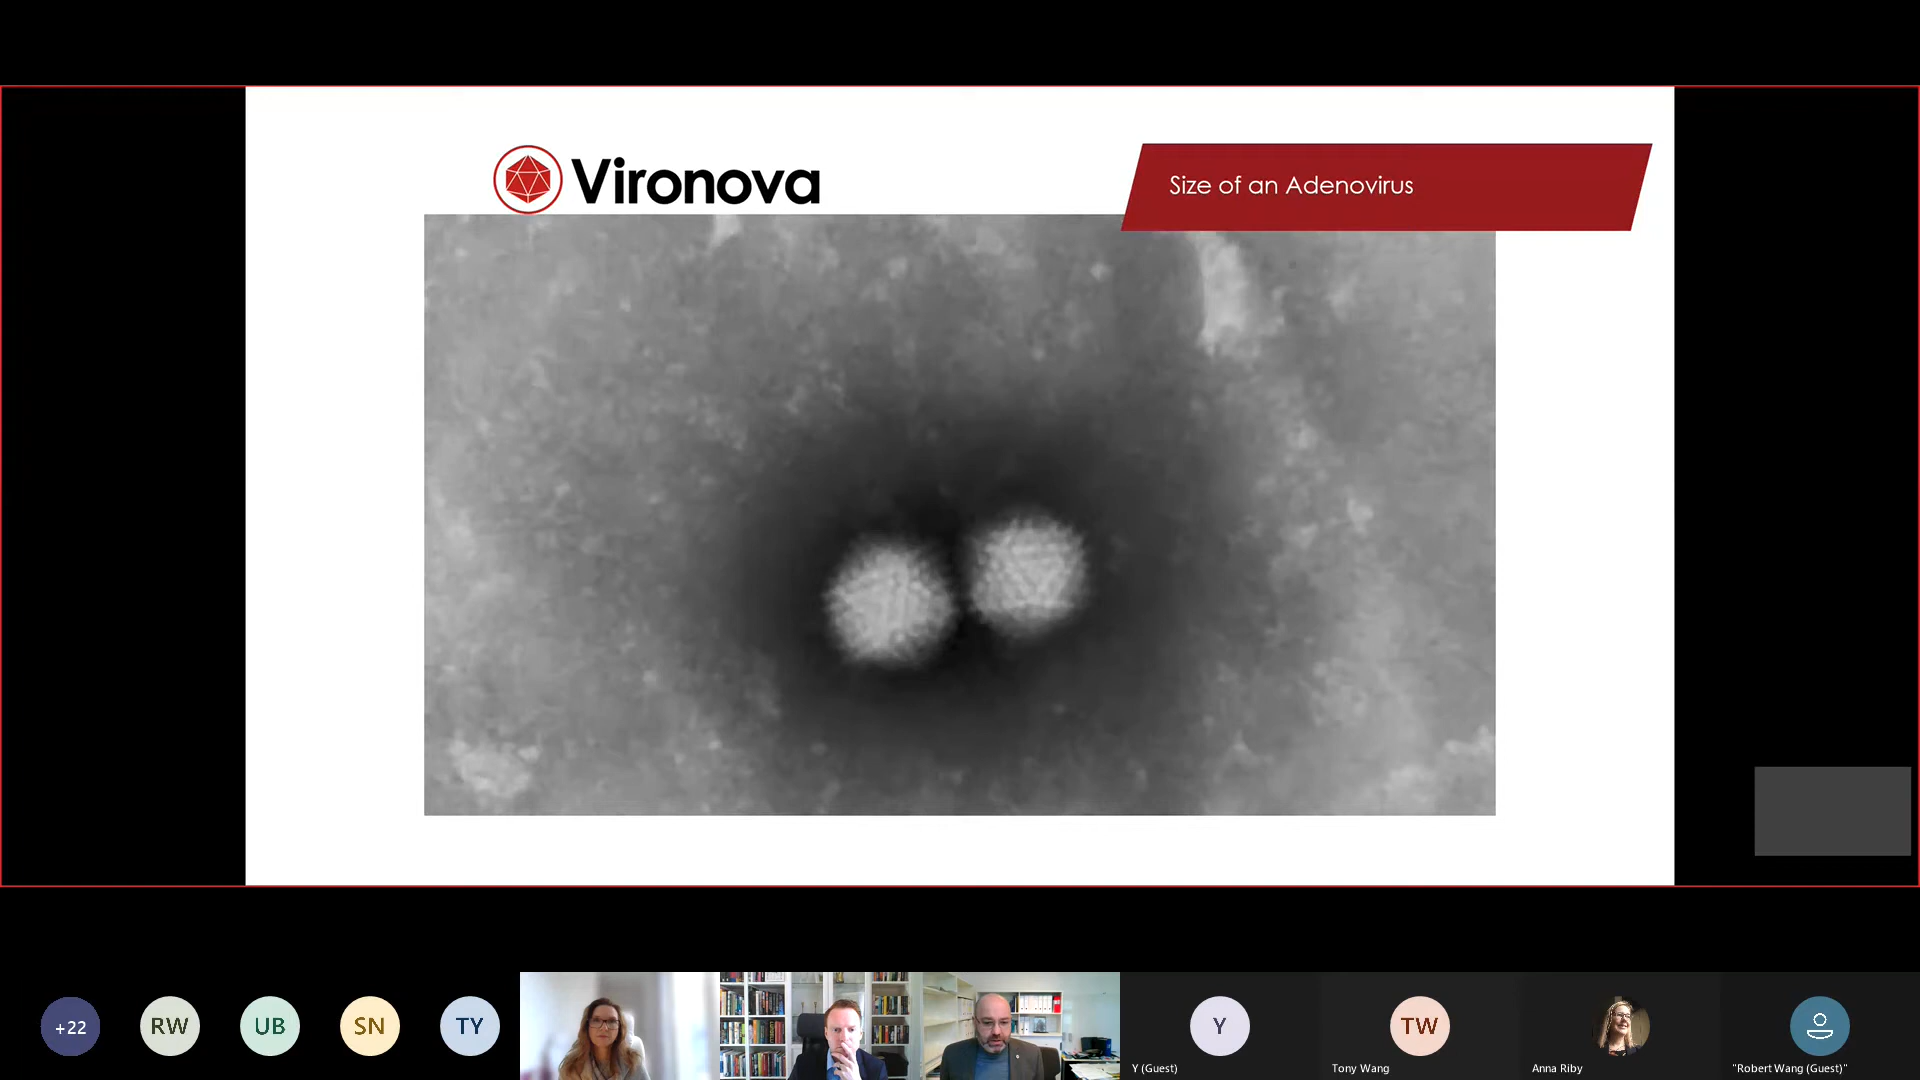 Vironova
Size of an Adenovirus
+22
RW
UB
SN
TY
Y
TW
Y (Guest)
Tony Wang
Anna Riby
"Robert Wang (Guest)"